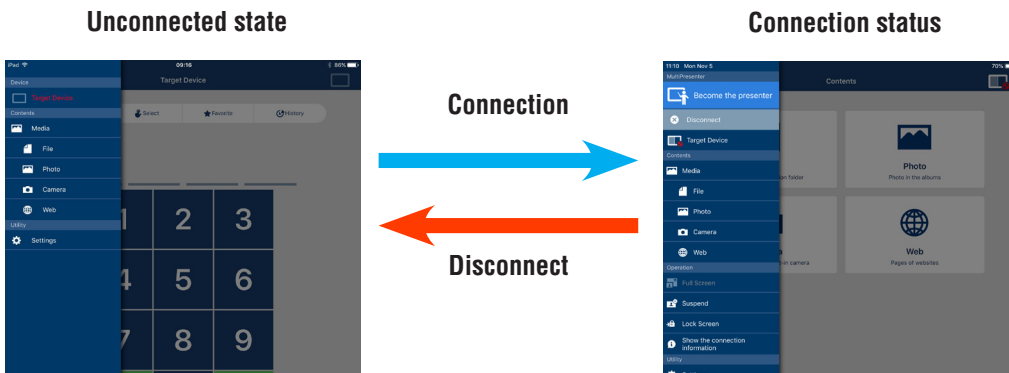 Unconnected state
Connection status
iPad
09:16
86%
Device
Target Device
Target Device
Contents
Select
Favorite
History
Media
File
Photo
Camera
Web
Utility
Settings
1
2
3
4
5
6
7
8
9
Connection
Disconnect
11:10 Mon Nov 5
70%
MultiPresenter
Contents
Become the presenter
Disconnect
Target Device
Contents
Media
File
Photo
Camera
Web
Operation
Full Screen
Suspend
Lock Screen
Show the connection
information
Utility
Photo
Photo in the albums
en folder
in camera
Web
Pages of websites